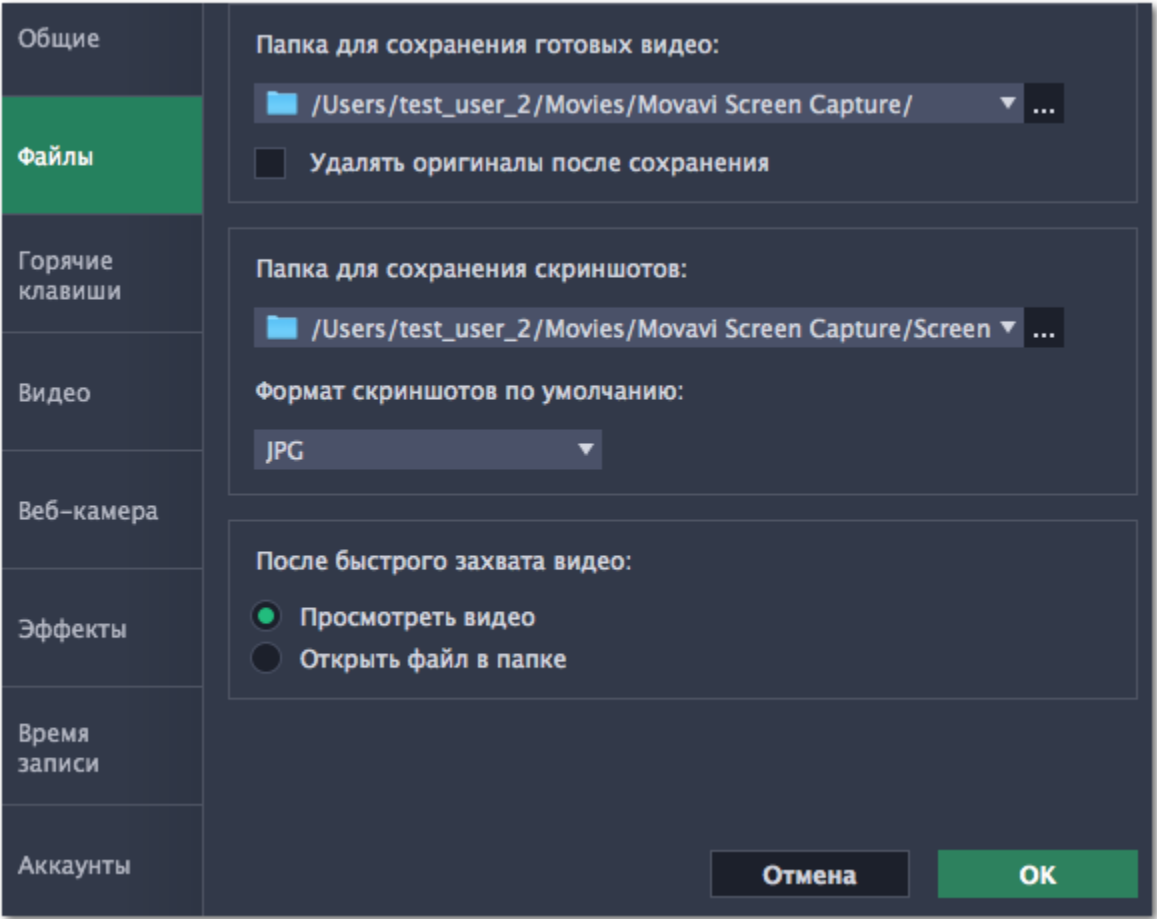 Общие
Файлы
Горячие
клавиши
Видео
Веб-камера
Эффекты
Время
записи
Аккаунты
Папка для сохранения готовых видео:
/Users/test_user_2/Movies/Movavi Screen Capture/
...
Удалять оригиналы после сохранения
Папка для сохранения скриншотов:
/Users/test_user_2/Movies/Movavi Screen Capture/Screen
...
Формат скриншотов по умолчанию:
JPG
После быстрого захвата видео:
Просмотреть видео
Открыть файл в папке
Отмена
OK